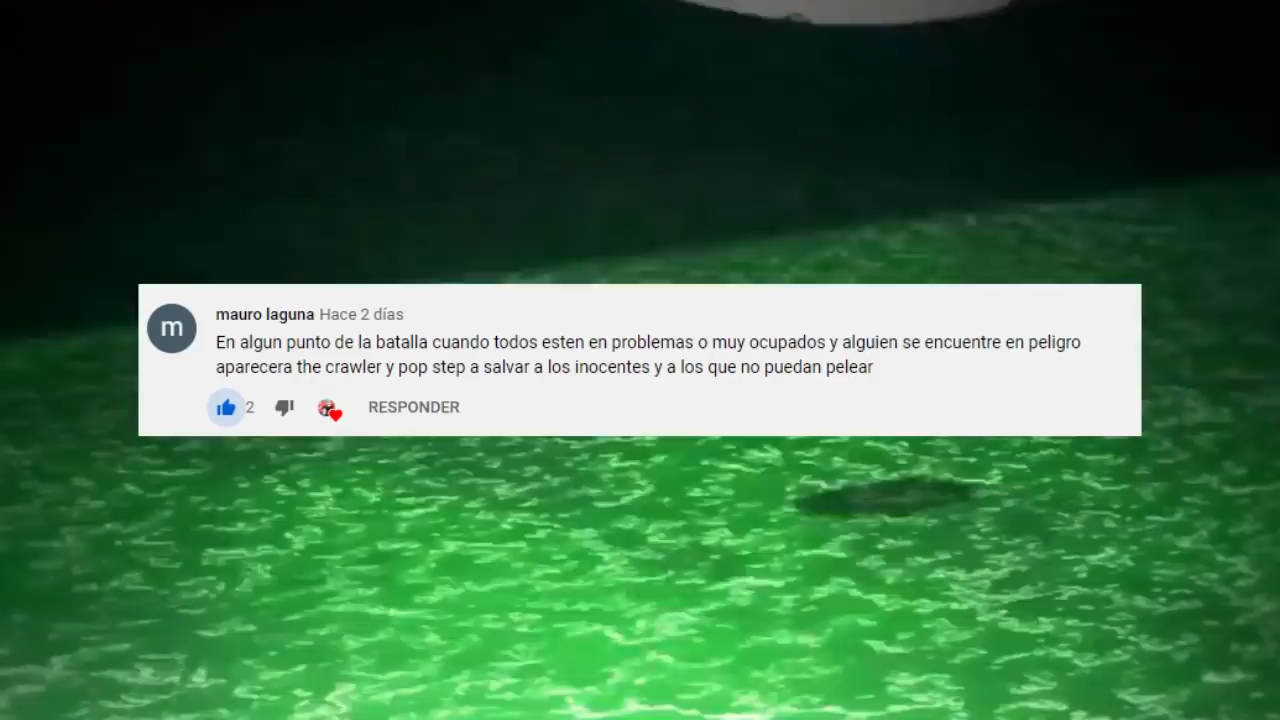 m
mauro laguna Hace 2 días
En algun punto de la batalla cuando todos esten en problemas o muy ocupados y alguien se encuentre en peligro
aparecera the crawler y pop step a salvar a los inocentes y a los que no puedan pelear
2 RESPONDER